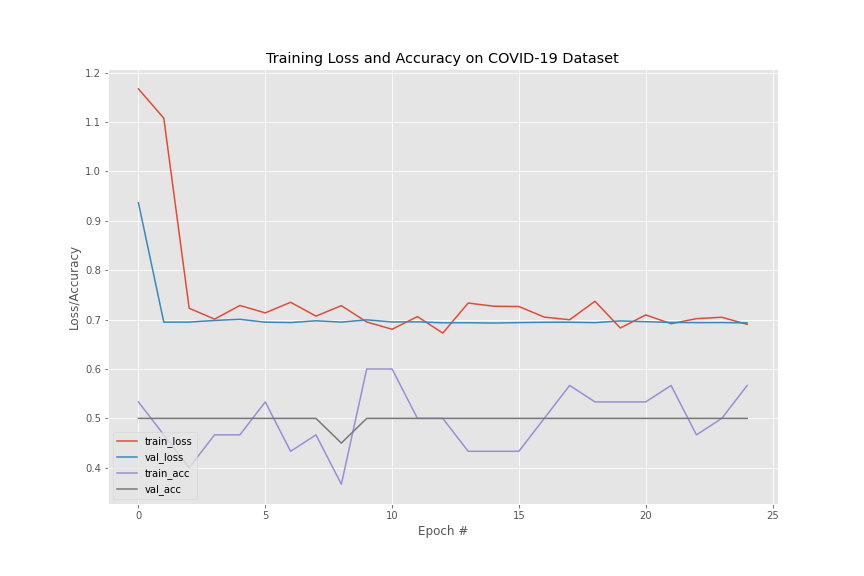 Training Loss and Accuracy on COVID-19 Dataset
1.2
1.1
1.0
0.9
0.8
0.7
0.6
0.5
0.4
Loss/Accuracy
train_loss
val_loss
train_acc
val_acc
0 5 10 15 20 25
Epoch #